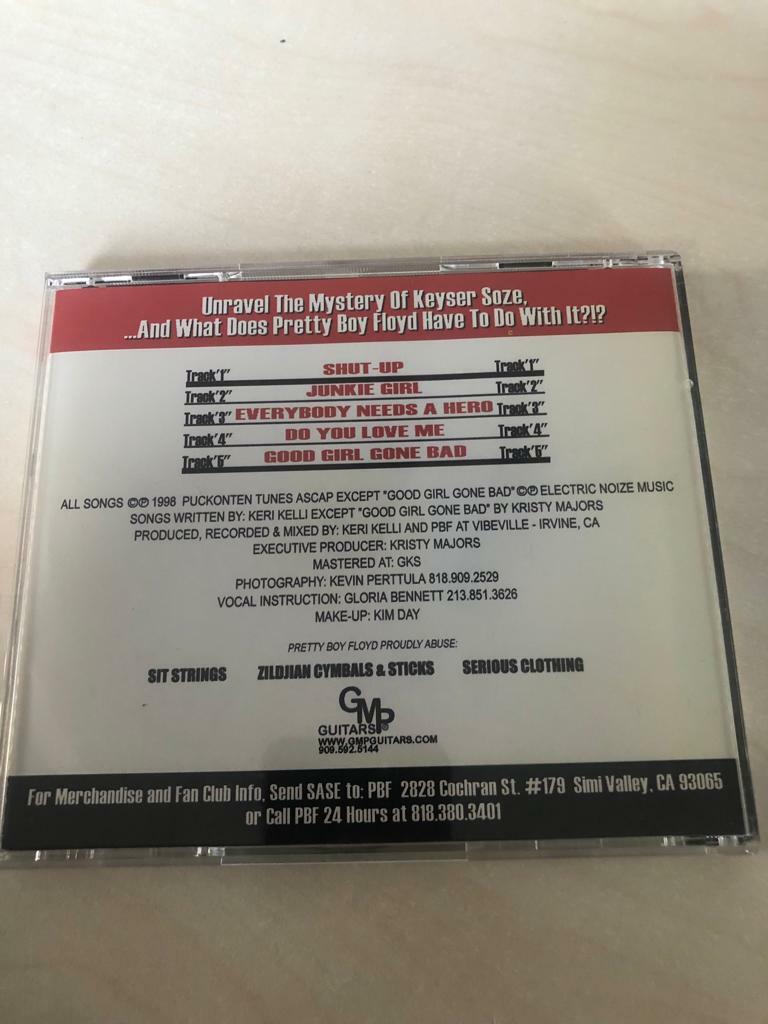 Unravel The Mystery Of Keyser Soze,
...And What Does Pretty Boy Floyd Have To Do With It?!?
Track'1" SHUT-UP Track'1"
Track'2" JUNKIE GIRL Track'2"
Track'3" EVERYBODY NEEDS A HERO Track'3"
Track'4" DO YOU LOVE ME Track'4"
Track'5" GOOD GIRL GONE BAD Track'5"
ALL SONGS ©℗ 1998 PUCKONTEN TUNES ASCAP EXCEPT "GOOD GIRL GONE BAD" ©℗ ELECTRIC NOIZE MUSIC
SONGS WRITTEN BY: KERI KELLI EXCEPT "GOOD GIRL GONE BAD" BY KRISTY MAJORS
PRODUCED, RECORDED & MIXED BY: KERI KELLI AND PBF AT VIBEVILLE - IRVINE, CA
EXECUTIVE PRODUCER: KRISTY MAJORS
MASTERED AT: GKS
PHOTOGRAPHY: KEVIN PERTTULA 818.909.2529
VOCAL INSTRUCTION: GLORIA BENNETT 213.851.3626
MAKE-UP: KIM DAY
PRETTY BOY FLOYD PROUDLY ABUSE:
SIT STRINGS ZILDJIAN CYMBALS & STICKS SERIOUS CLOTHING
GMP
GUITARS®
WWW.GMPGUITARS.COM
909.592.5144
For Merchandise and Fan Club Info, Send SASE to: PBF 2828 Cochran St. #179 Simi Valley, CA 93065
or Call PBF 24 Hours at 818.380.3401